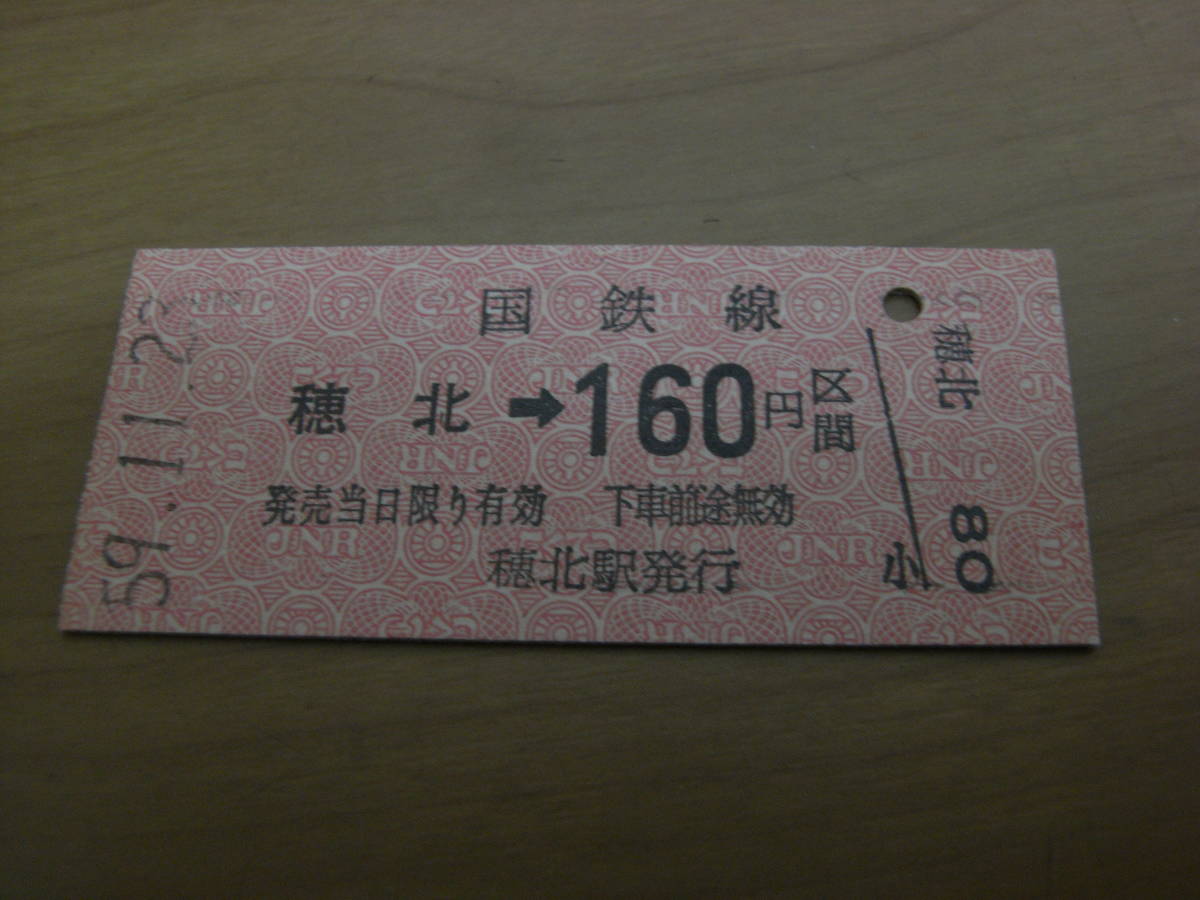 国鉄線
穂北➡160円区間
発売当日限り有効 下車前途無効
穂北駅発行
59.11.23
穂北
小 80